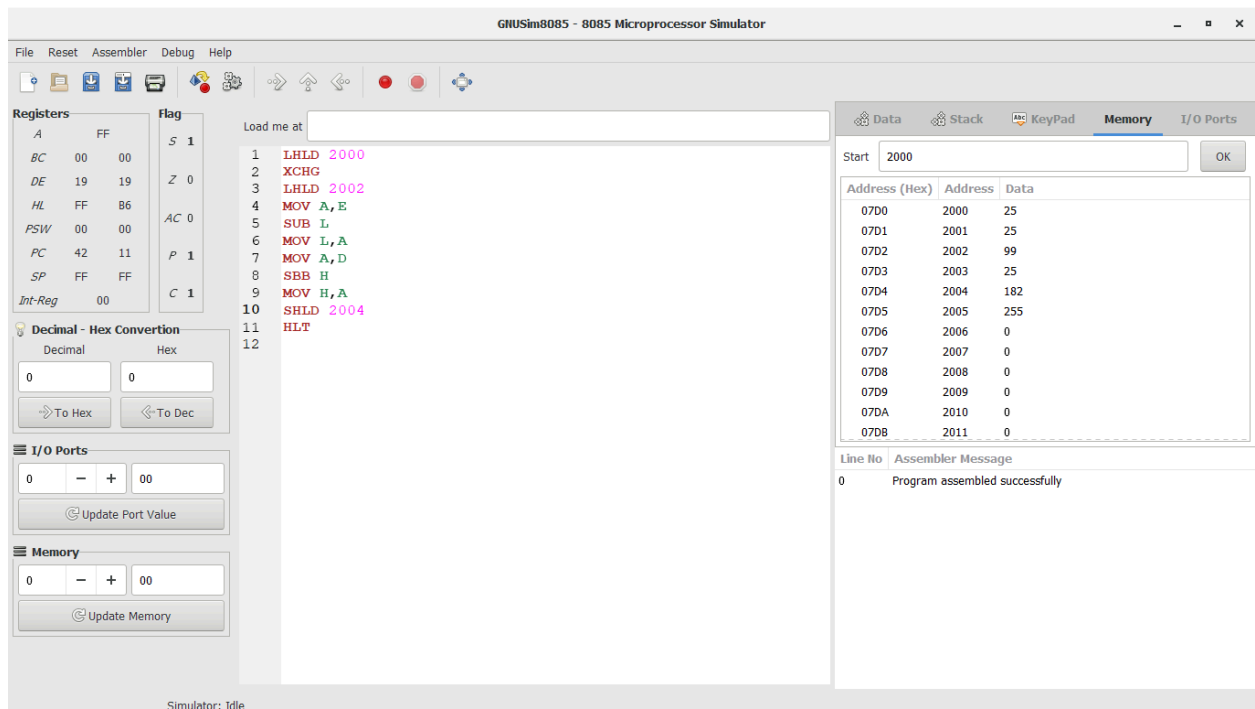 GNUSim8085 - 8085 Microprocessor Simulator
File Reset Assembler Debug Help
Registers
A FF
BC 00 00
DE 19 19
HL FF B6
PSW 00 00
PC 42 11
SP FF FF
Int-Reg 00
Flag
S 1
Z 0
AC 0
P 1
C 1
Decimal - Hex Convertion
Decimal Hex
0 0
To Hex To Dec
I/O Ports
0 − + 00
Update Port Value
Memory
0 − + 00
Update Memory
Load me at
1 LHLD 2000
2 XCHG
3 LHLD 2002
4 MOV A,E
5 SUB L
6 MOV L,A
7 MOV A,D
8 SBB H
9 MOV H,A
10 SHLD 2004
11 HLT
12
Data Stack Abc KeyPad Memory I/O Ports
Start 2000 OK
Address (Hex) Address Data
07D0 2000 25
07D1 2001 25
07D2 2002 99
07D3 2003 25
07D4 2004 182
07D5 2005 255
07D6 2006 0
07D7 2007 0
07D8 2008 0
07D9 2009 0
07DA 2010 0
07DB 2011 0
Line No Assembler Message
0 Program assembled successfully
Simulator: Idle